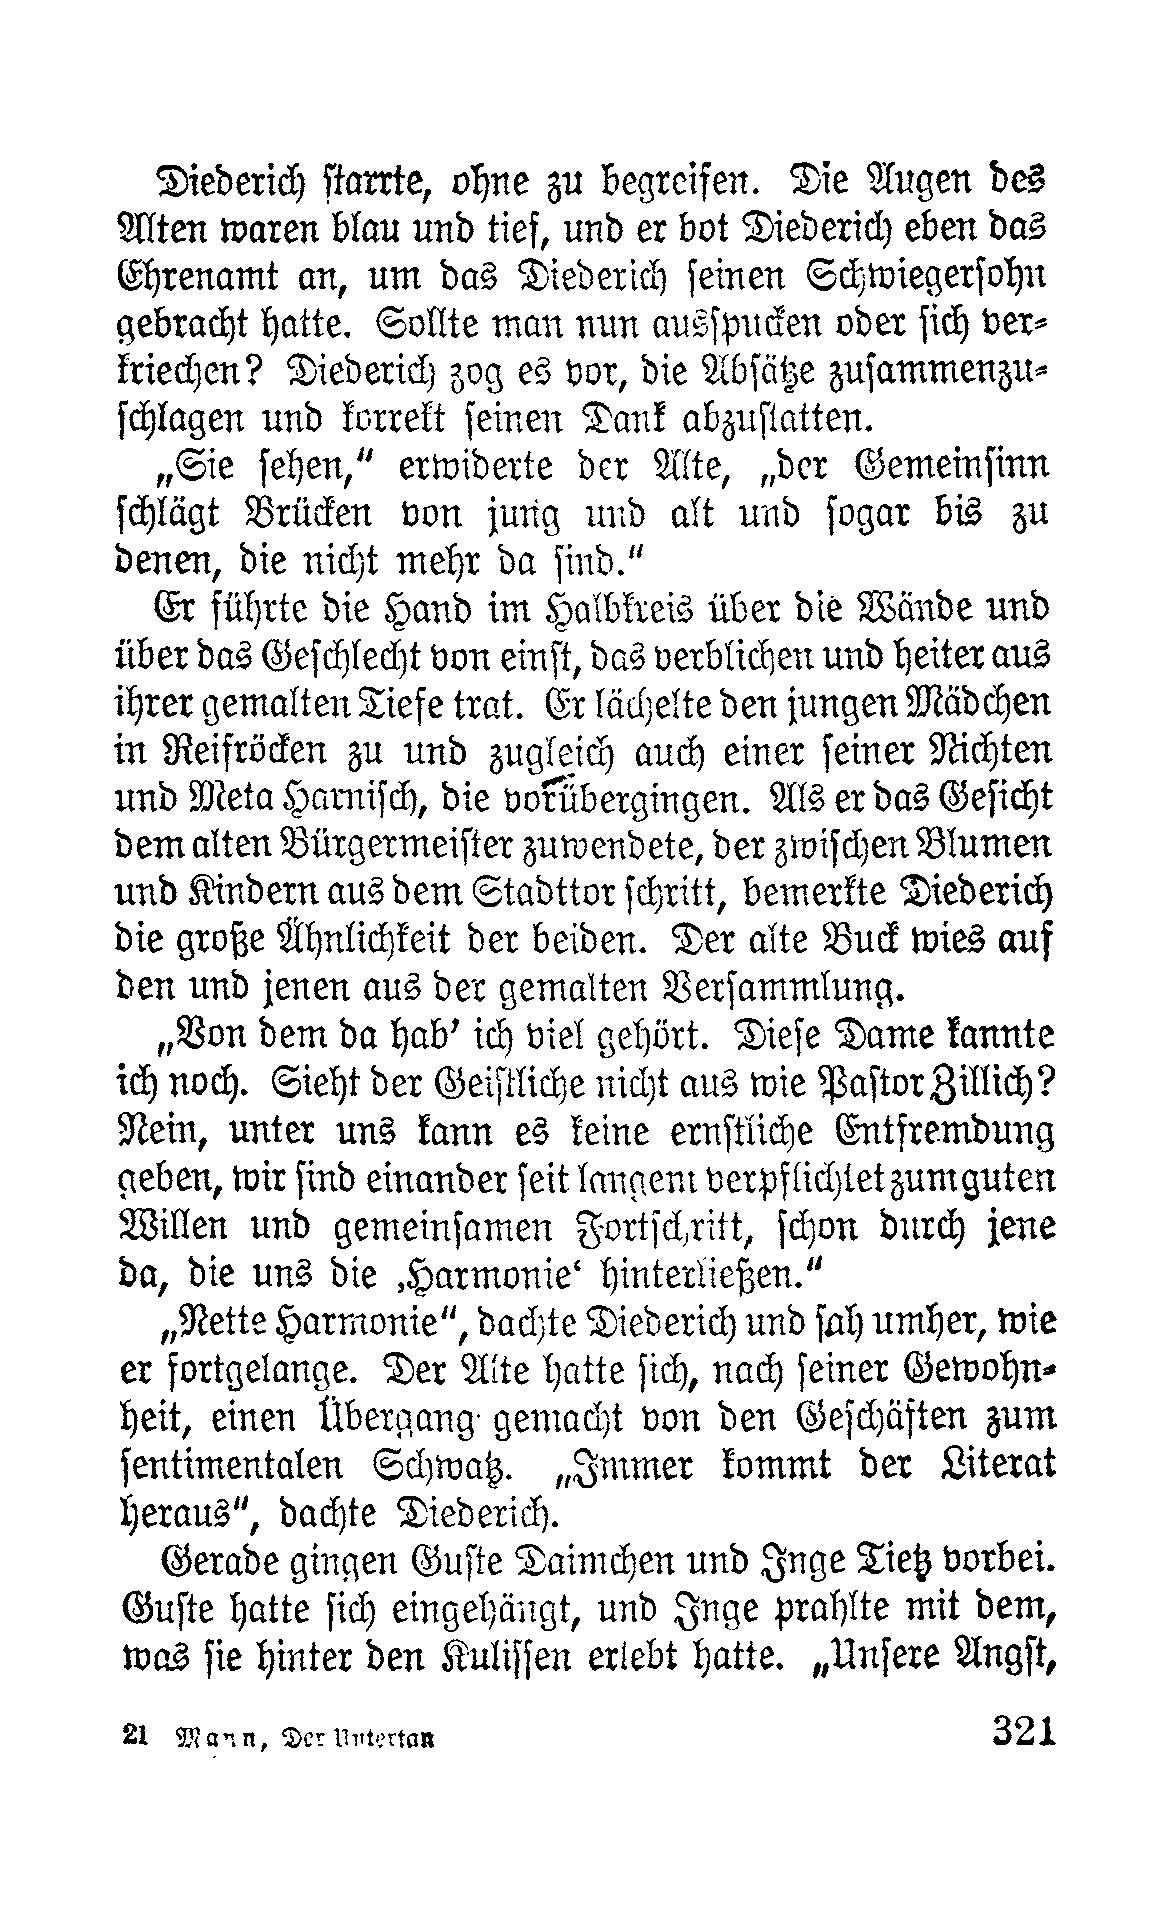 Diederich starrte, ohne zu begreifen. Die Augen des
Alten waren blau und tief, und er bot Diederich eben das
Ehrenamt an, um das Diederich seinen Schwiegersohn
gebracht hatte. Sollte man nun ausspucken oder sich ver-
kriechen? Diederich zog es vor, die Absätze zusammenzu-
schlagen und korrekt seinen Dank abzustatten.
„Sie sehen,“ erwiderte der Alte, „der Gemeinsinn
schlägt Brücken von jung und alt und sogar bis zu
denen, die nicht mehr da sind.“
Er führte die Hand im Halbkreis über die Wände und
über das Geschlecht von einst, das verblichen und heiter aus
ihrer gemalten Tiefe trat. Er lächelte den jungen Mädchen
in Reifröcken zu und zugleich auch einer seiner Nichten
und Meta Harnisch, die vorübergingen. Als er das Gesicht
dem alten Bürgermeister zuwendete, der zwischen Blumen
und Kindern aus dem Stadttor schritt, bemerkte Diederich
die große Ähnlichkeit der beiden. Der alte Buck wies auf
den und jenen aus der gemalten Versammlung.
„Von dem da hab’ ich viel gehört. Diese Dame kannte
ich noch. Sieht der Geistliche nicht aus wie Pastor Zillich?
Nein, unter uns kann es keine ernstliche Entfremdung
geben, wir sind einander seit langem verpflichtet zum guten
Willen und gemeinsamen Fortschritt, schon durch jene
da, die uns die ‚Harmonie‘ hinterließen.“
„Nette Harmonie“, dachte Diederich und sah umher, wie
er fortgelange. Der Alte hatte sich, nach seiner Gewohn-
heit, einen Übergang gemacht von den Geschäften zum
sentimentalen Schwatz. „Immer kommt der Literat
heraus“, dachte Diederich.
Gerade gingen Guste Daimchen und Inge Tietz vorbei.
Guste hatte sich eingehängt, und Inge prahlte mit dem,
was sie hinter den Kulissen erlebt hatte. „Unsere Angst,
21 Mann, Der Untertan 321